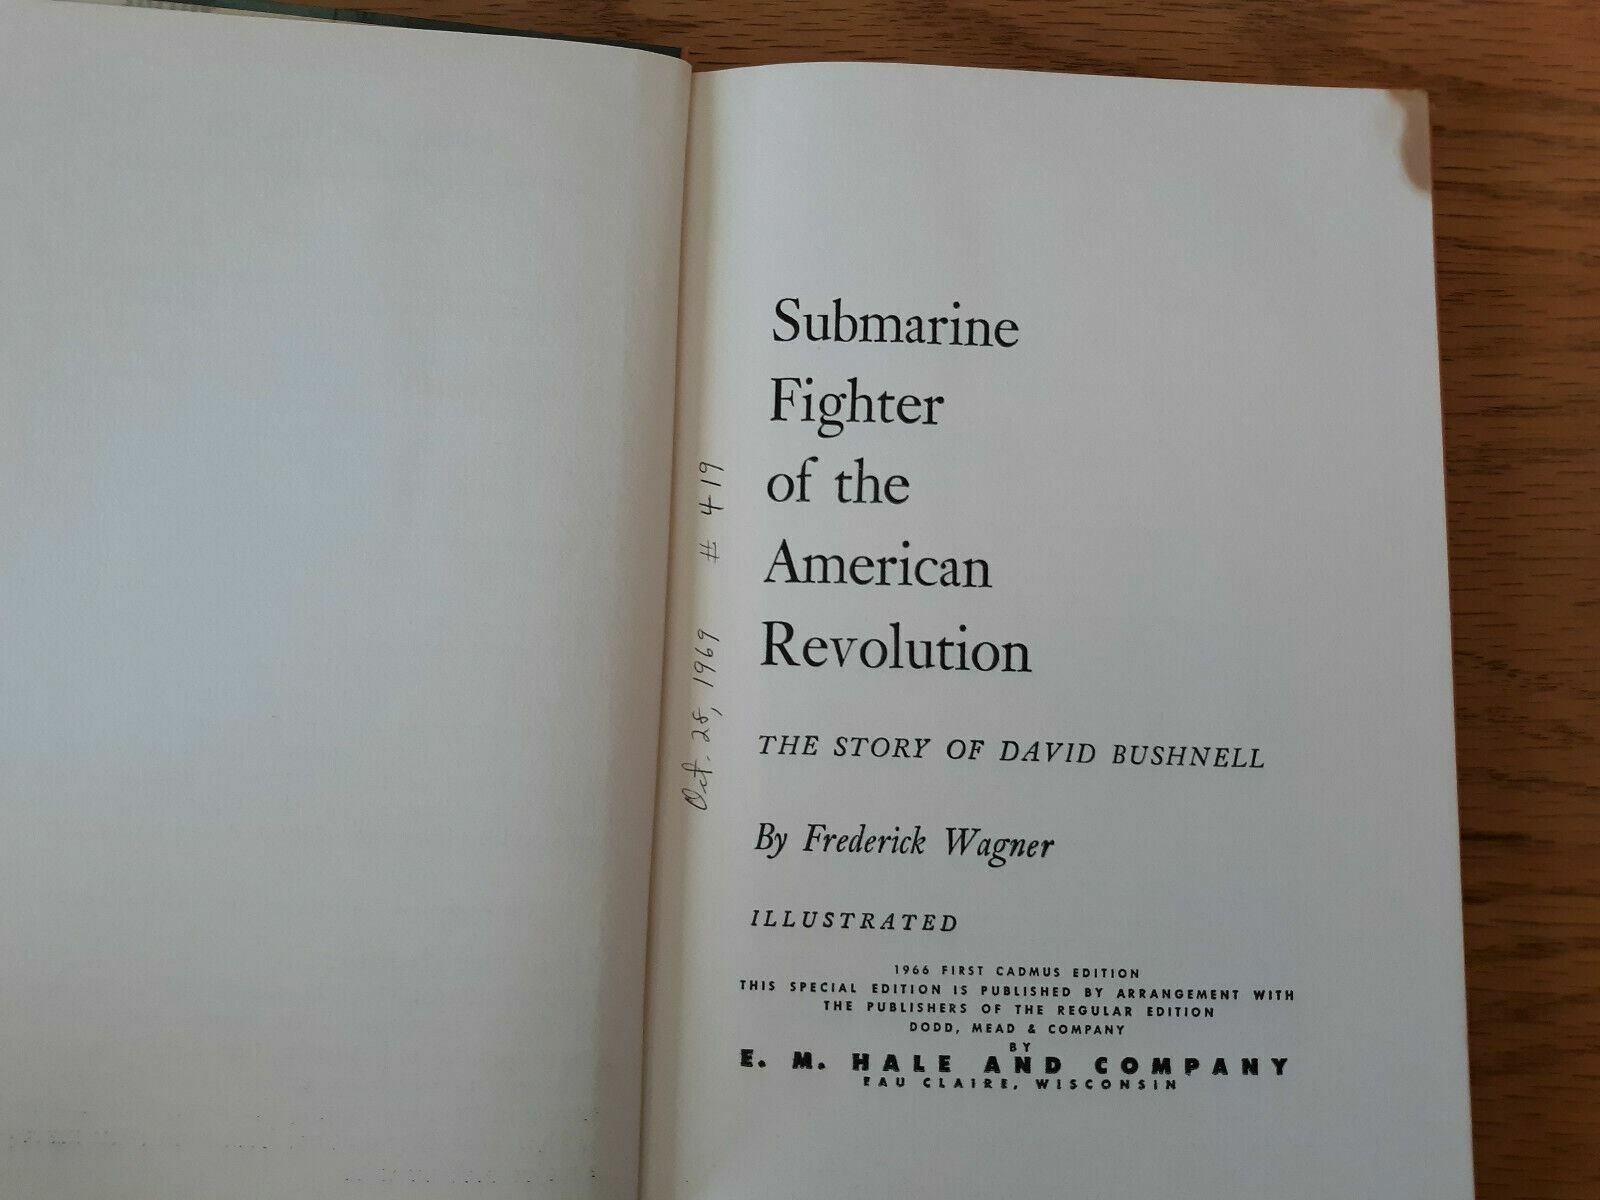 Submarine
Fighter
of the
American
Revolution
THE STORY OF DAVID BUSHNELL
By Frederick Wagner
ILLUSTRATED
1966 FIRST CADMUS EDITION
THIS SPECIAL EDITION IS PUBLISHED BY ARRANGEMENT WITH
THE PUBLISHERS OF THE REGULAR EDITION
DODD, MEAD & COMPANY
BY
E. M. HALE AND COMPANY
EAU CLAIRE, WISCONSIN
Oct. 28, 1969 # 419